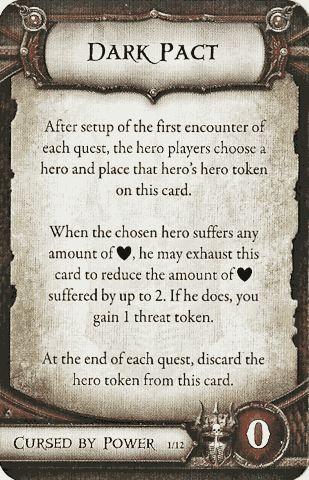 DARK PACT
After setup of the first encounter of
each quest, the hero players choose a
hero and place that hero's hero token
on this card.
When the chosen hero suffers any
amount of ♥, he may exhaust this
card to reduce the amount of ♥
suffered by up to 2. If he does, you
gain 1 threat token.
At the end of each quest, discard the
hero token from this card.
CURSED BY POWER 1/12
0